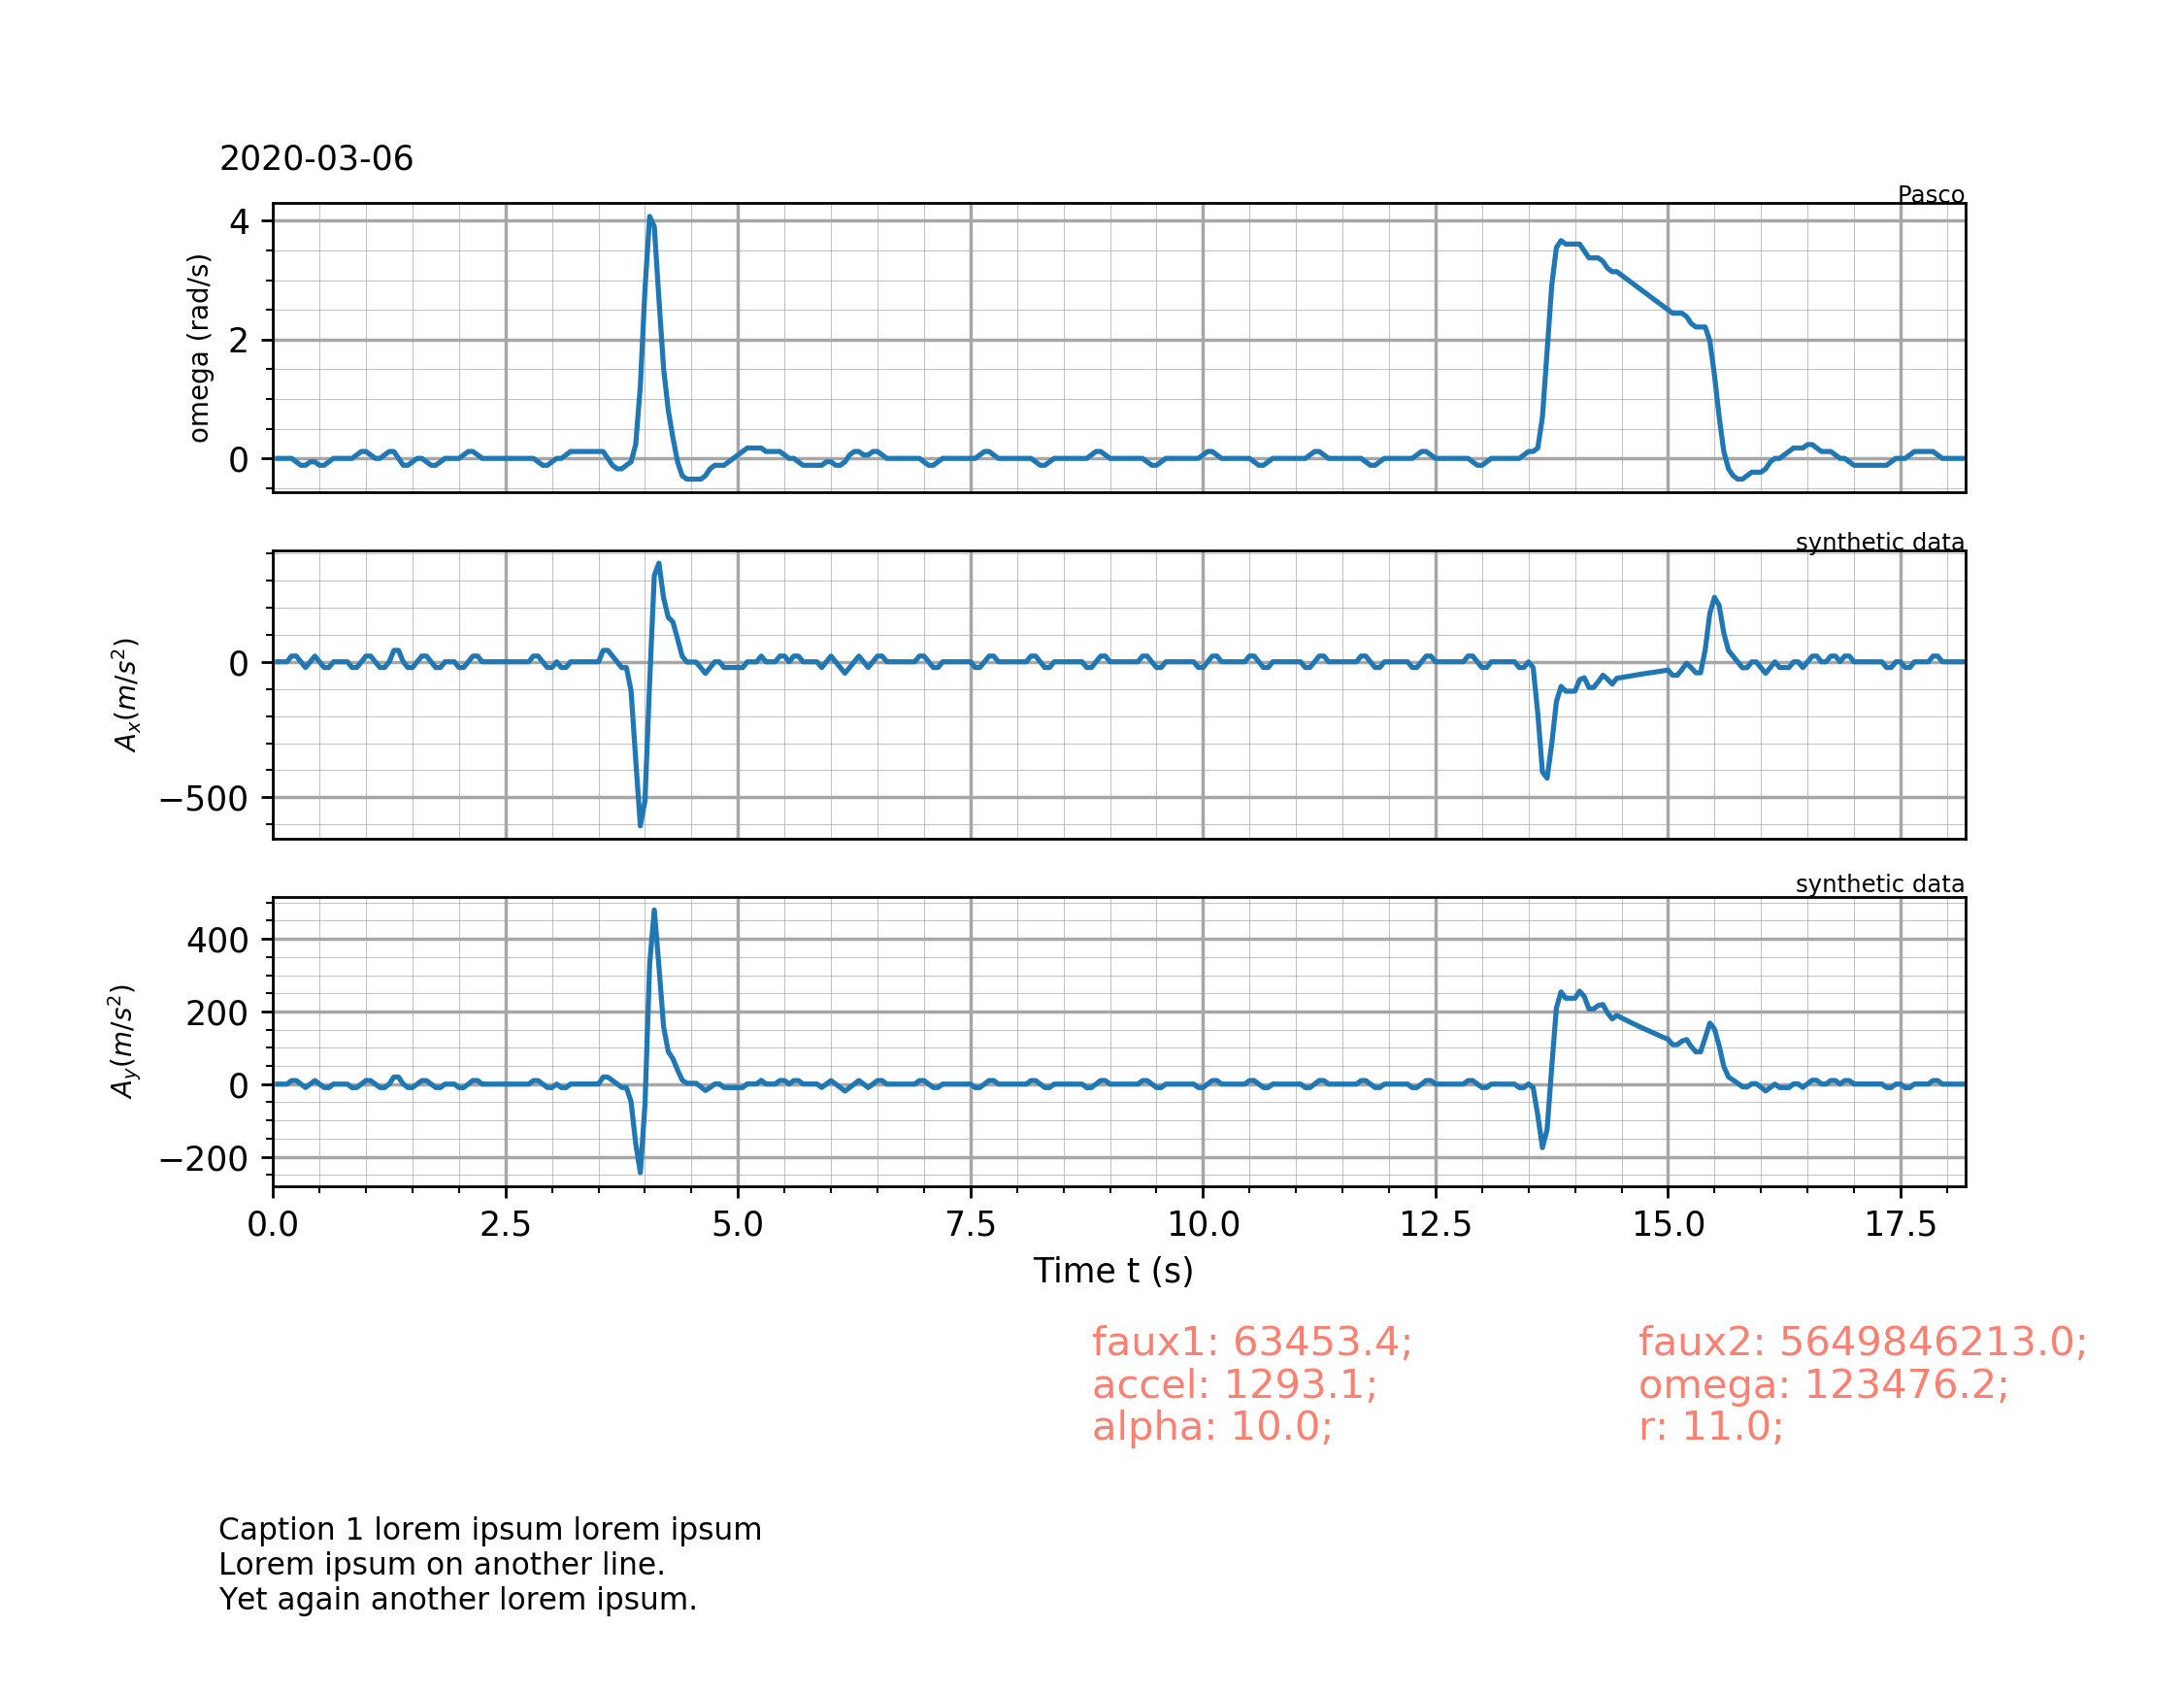 2020-03-06
Pasco
4
2
0
omega (rad/s)
synthetic data
0
−500
Aₓ(m/s²)
synthetic data
400
200
0
−200
A_y(m/s²)
0.0 2.5 5.0 7.5 10.0 12.5 15.0 17.5
Time t (s)
faux1: 63453.4; faux2: 5649846213.0;
accel: 1293.1; omega: 123476.2;
alpha: 10.0; r: 11.0;
Caption 1 lorem ipsum lorem ipsum
Lorem ipsum on another line.
Yet again another lorem ipsum.